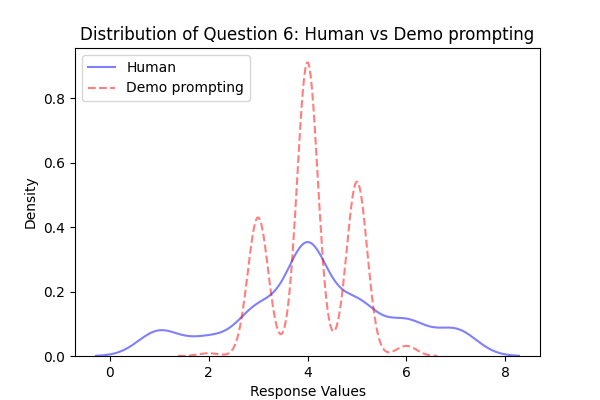 Distribution of Question 6: Human vs Demo prompting
Human
Demo prompting
Density
0.8
0.6
0.4
0.2
0.0
0 2 4 6 8
Response Values